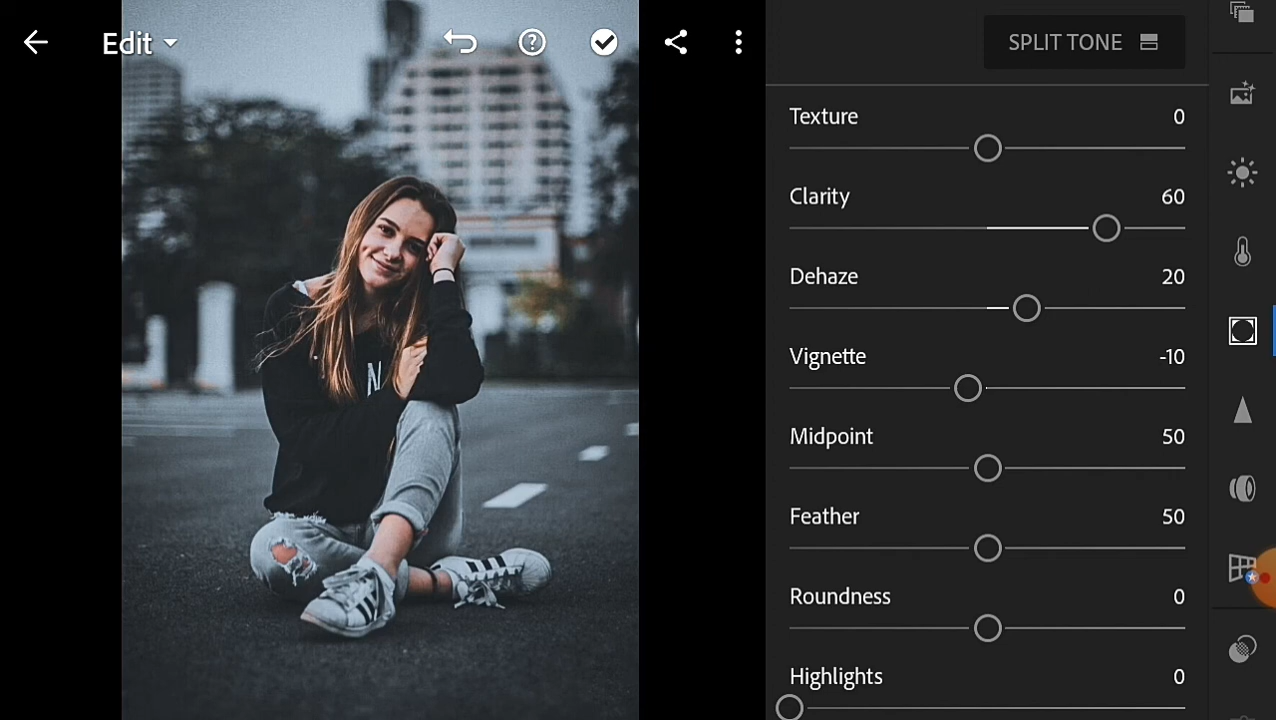 Edit
SPLIT TONE
Texture 0
Clarity 60
Dehaze 20
Vignette -10
Midpoint 50
Feather 50
Roundness 0
Highlights 0
N